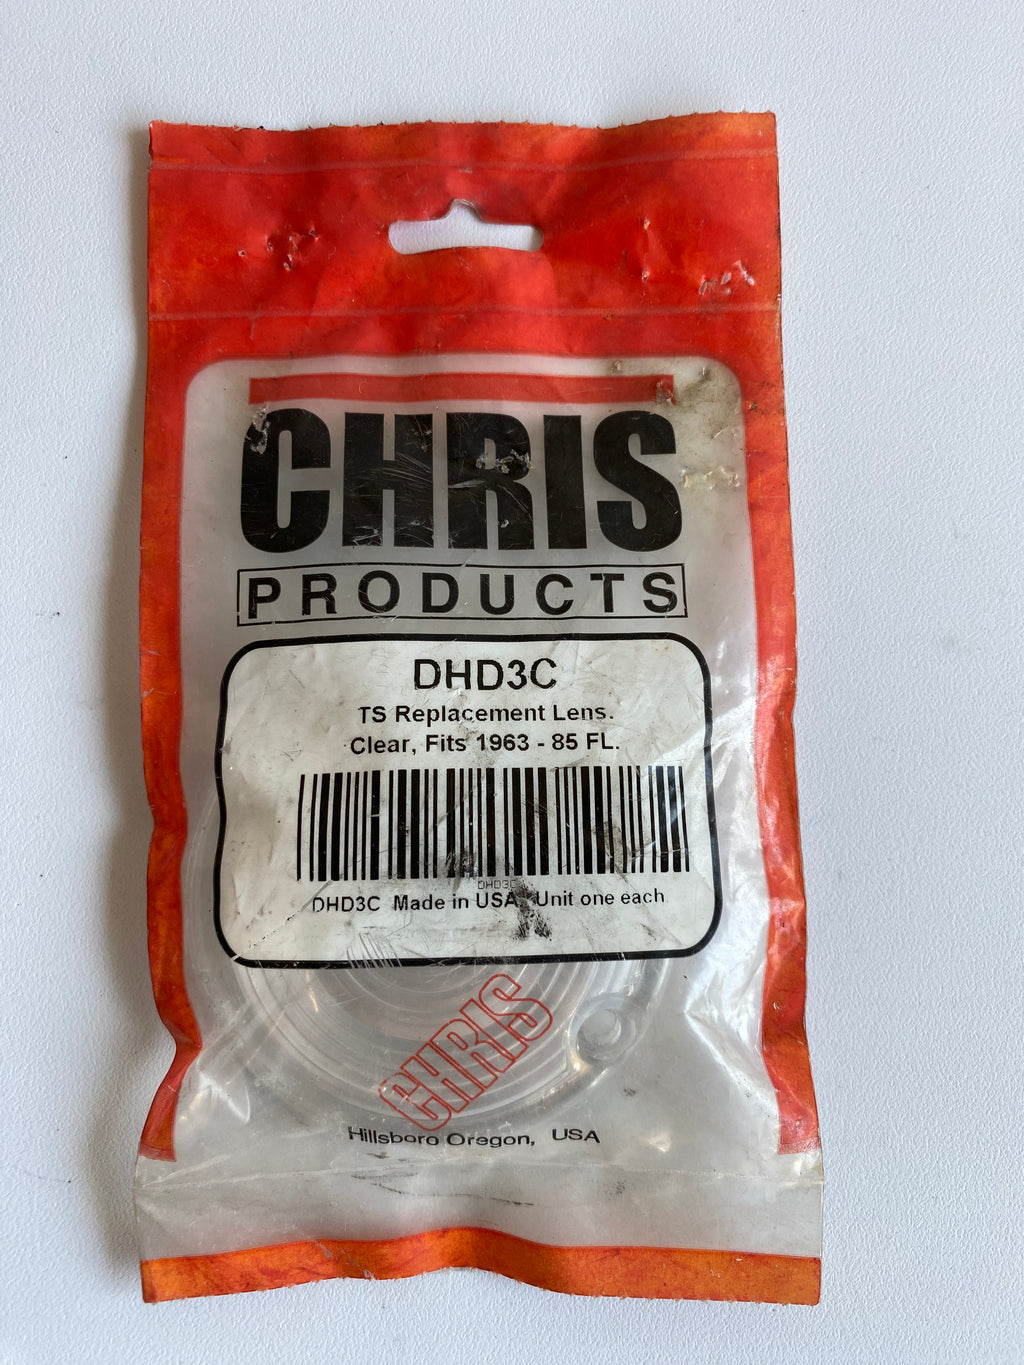 CHRIS
PRODUCTS
DHD3C
TS Replacement Lens.
Clear, Fits 1963 - 85 FL.
DHD3C
DHD3C Made in USA Unit one each
CHRIS
Hillsboro Oregon, USA